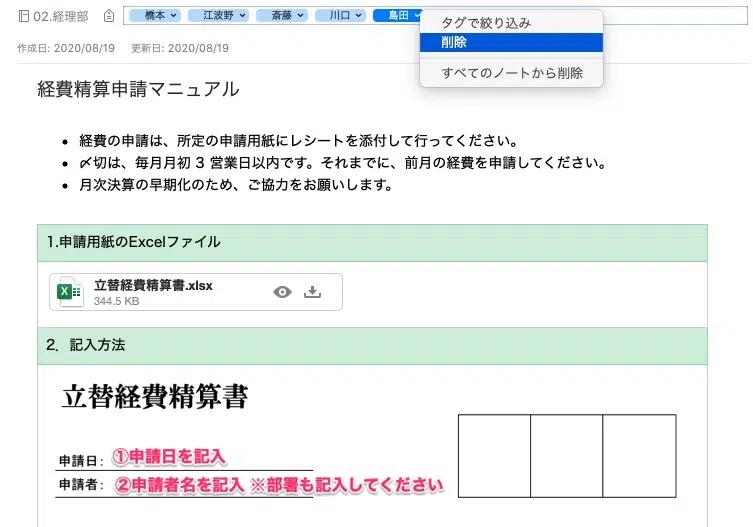 02.経理部 橋本 江波野 斎藤 川口 島田
タグで絞り込み
削除
すべてのノートから削除
作成日: 2020/08/19 更新日: 2020/08/19
経費精算申請マニュアル
• 経費の申請は、所定の申請用紙にレシートを添付して行ってください。
• 〆切は、毎月月初 3 営業日以内です。それまでに、前月の経費を申請してください。
• 月次決算の早期化のため、ご協力をお願いします。
1.申請用紙のExcelファイル
立替経費精算書.xlsx
344.5 KB
2．記入方法
立替経費精算書
申請日： ①申請日を記入
申請者： ②申請者名を記入 ※部署も記入してください